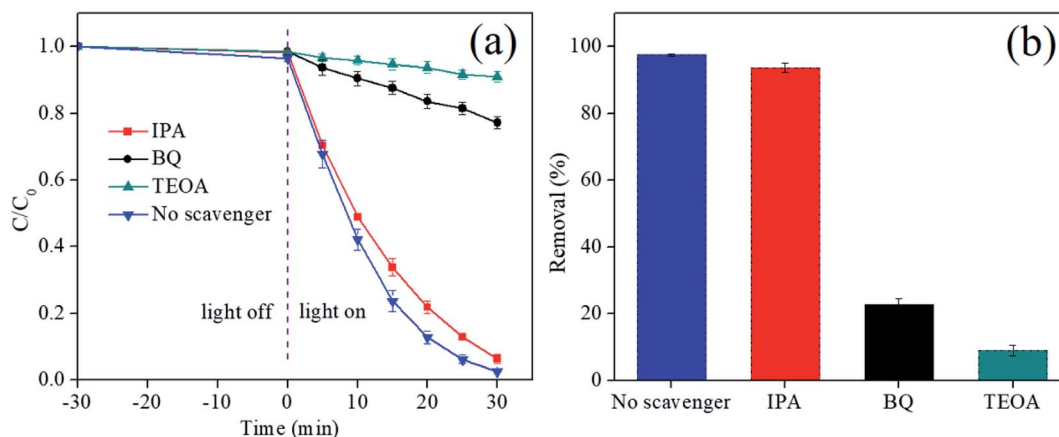 (a)
1.0
0.8
0.6
0.4
0.2
0.0
C/C0
IPA
BQ
TEOA
No scavenger
light off
light on
-30
-20
-10
0
10
20
30
Time (min)
(b)
100
80
60
40
20
0
Removal (%)
No scavenger
IPA
BQ
TEOA